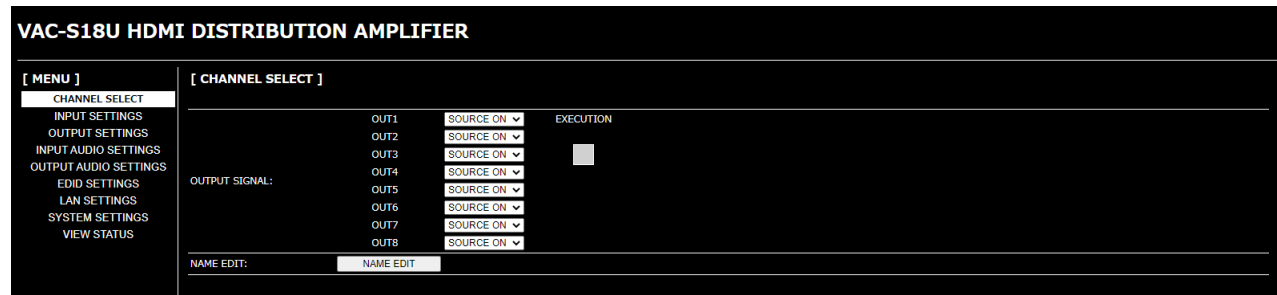 VAC-S18U HDMI DISTRIBUTION AMPLIFIER
[ MENU ]
CHANNEL SELECT
INPUT SETTINGS
OUTPUT SETTINGS
INPUT AUDIO SETTINGS
OUTPUT AUDIO SETTINGS
EDID SETTINGS
LAN SETTINGS
SYSTEM SETTINGS
VIEW STATUS
[ CHANNEL SELECT ]
OUTPUT SIGNAL:
OUT1 SOURCE ON EXECUTION
OUT2 SOURCE ON
OUT3 SOURCE ON
OUT4 SOURCE ON
OUT5 SOURCE ON
OUT6 SOURCE ON
OUT7 SOURCE ON
OUT8 SOURCE ON
NAME EDIT: NAME EDIT